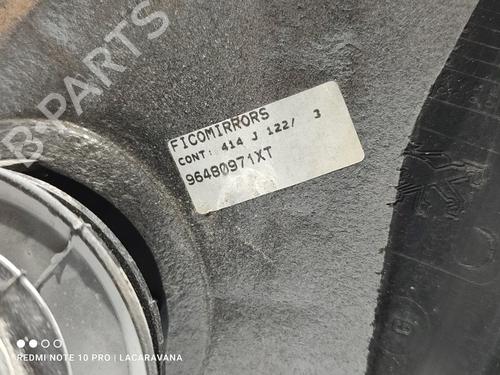 B-PARTS
FICOMIRRORS
CONT: 414 J 122/ 3
96480971XT
REDMI NOTE 10 PRO | LACARAVANA